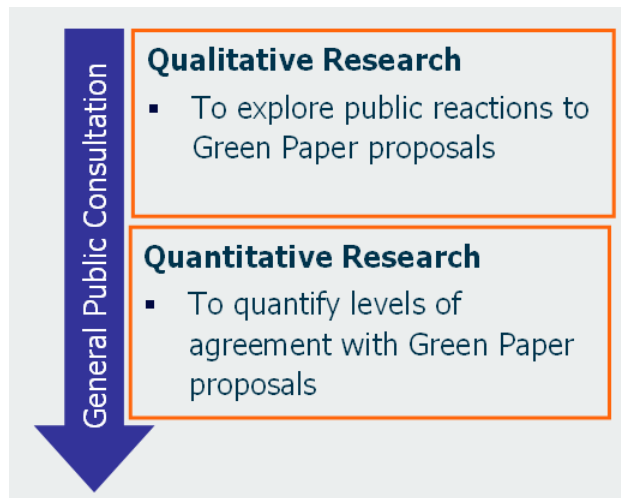 General Public Consultation
Qualitative Research
▪ To explore public reactions to
Green Paper proposals
Quantitative Research
▪ To quantify levels of
agreement with Green Paper
proposals